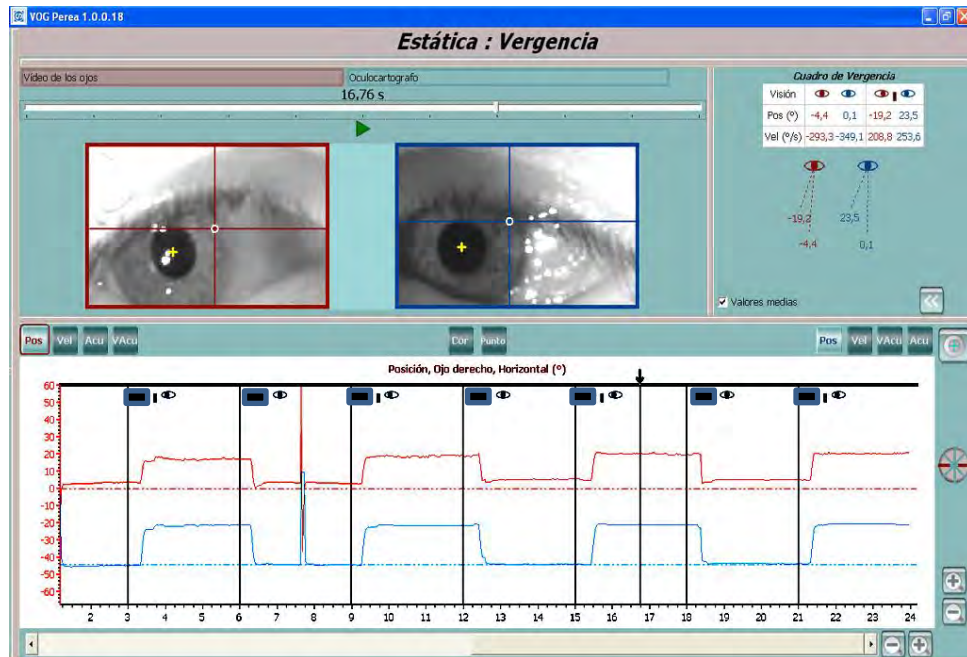 VOG Perea 1.0.0.18
Estática : Vergencia
Video de los ojos
Oculocartografo
16,76 s
Cuadro de Vergencia
Visión
Pos (º) -4,4 0,1 -19,2 23,5
Vel (º/s) -293,3 -349,1 208,8 253,6
-19,2 23,5
-4,4 0,1
Valores medias
Pos Vel Acu VAcu Cor Punto Pos Vel VAcu Acu
Posición, Ojo derecho, Horizontal (º)
60
50
40
30
20
10
0
-10
-20
-30
-40
-50
-60
2 3 4 5 6 7 8 9 10 11 12 13 14 15 16 17 18 19 20 21 22 23 24